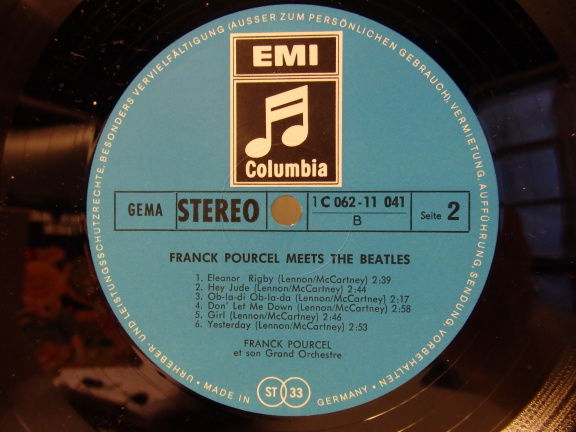 EMI
Columbia
GEMA STEREO 1 C 062-11 041 B Seite 2
FRANCK POURCEL MEETS THE BEATLES
1. Eleanor Rigby (Lennon/McCartney) 2:39
2. Hey Jude (Lennon/McCartney) 2:44
3. Ob-la-di Ob-la-da (Lennon/McCartney) 2:17
4. Don' Let Me Down (Lennon/McCartney) 2:58
5. Girl (Lennon/McCartney) 2:46
6. Yesterday (Lennon/McCartney) 2:53
FRANCK POURCEL
et son Grand Orchestre
URHEBER- UND LEISTUNGSSCHUTZRECHTE, BESONDERS VERVIELFÄLTIGUNG (AUSSER ZUM PERSÖNLICHEN GEBRAUCH), VERMIETUNG, AUFFÜHRUNG, SENDUNG, VORBEHALTEN
• MADE IN ST 33 GERMANY •